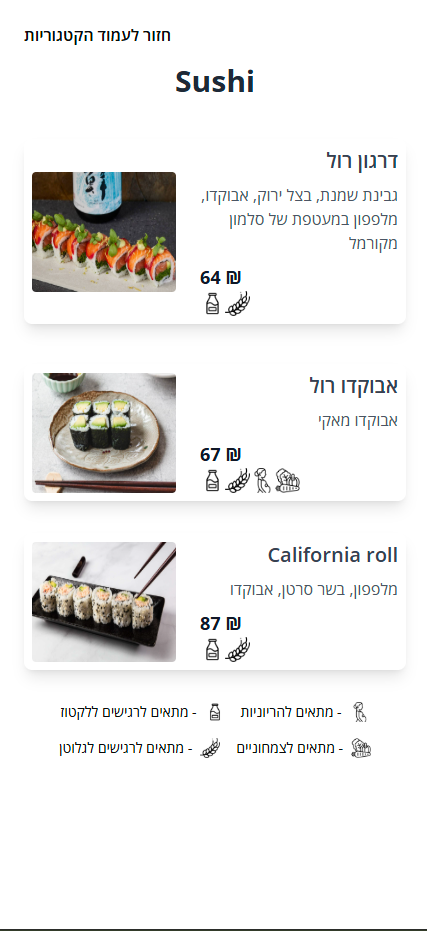 חזור לעמוד הקטגוריות
Sushi
דרגון רול
גבינת שמנת, בצל ירוק, אבוקדו,
מלפפון במעטפת של סלמון
מקורמל
64 ₪
אבוקדו רול
אבוקדו מאקי
67 ₪
California roll
מלפפון, בשר סרטן, אבוקדו
87 ₪
- מתאים להריוניות
- מתאים לרגישים ללקטוז
- מתאים לצמחוניים
- מתאים לרגישים לגלוטן